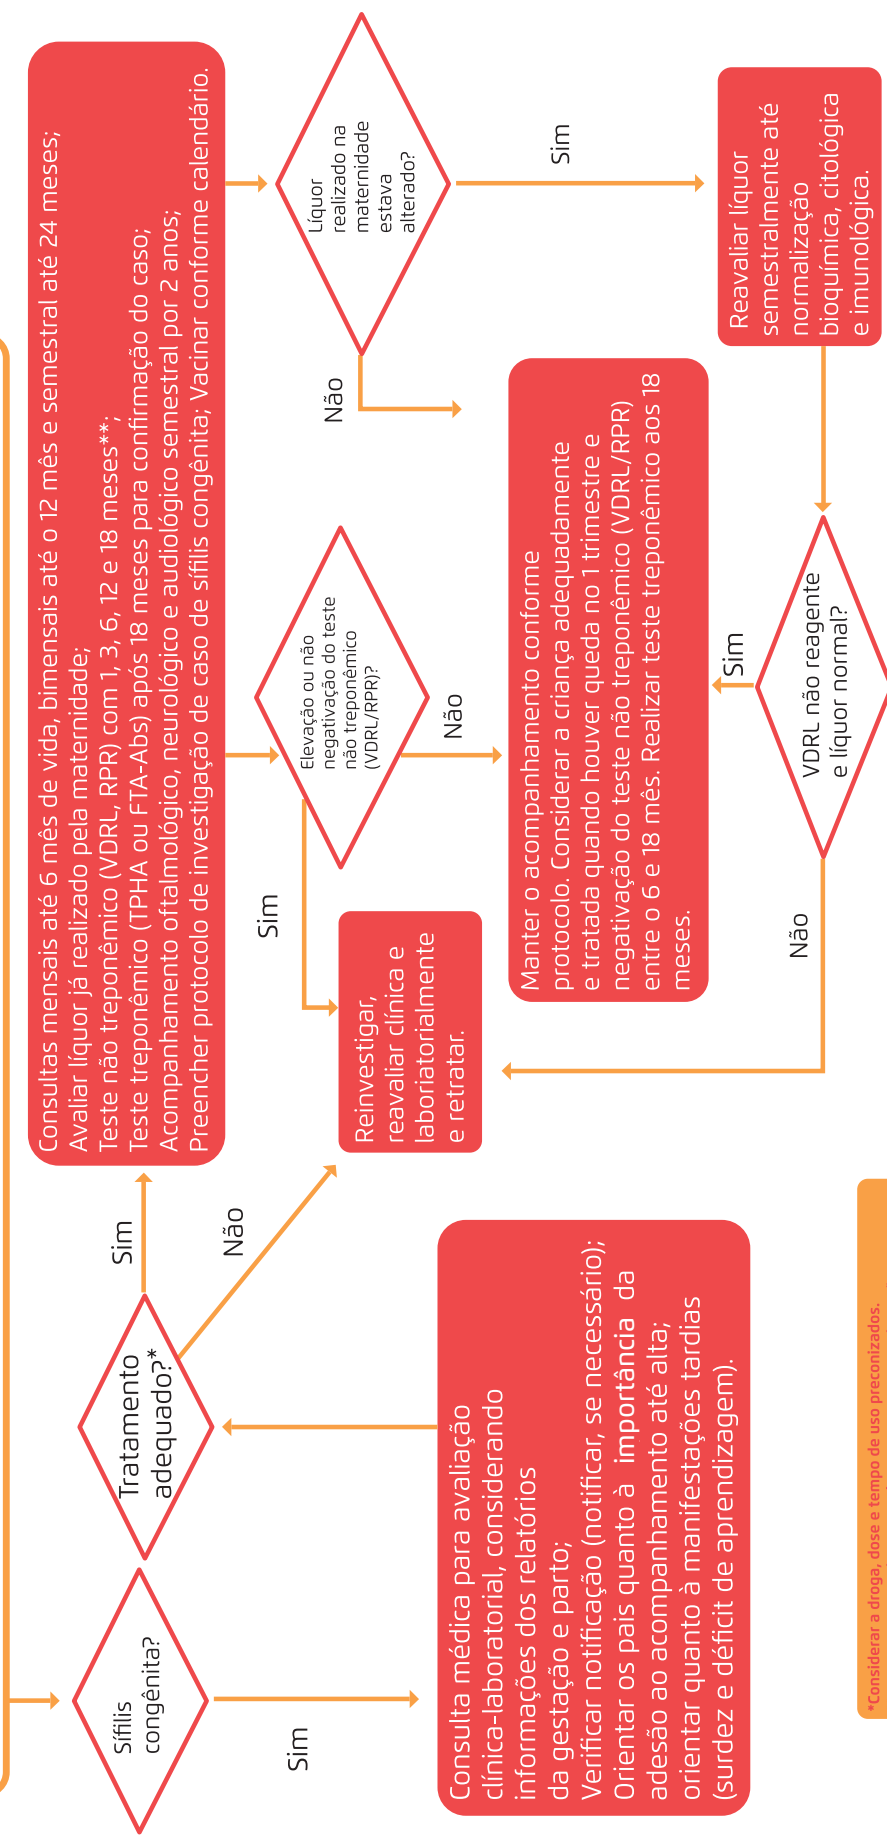 Sífilis
congênita?
Sim
Consulta médica para avaliação
clínica-laboratorial, considerando
informações dos relatórios
da gestação e parto;
Verificar notificação (notificar, se necessário);
Orientar os pais quanto à importância da
adesão ao acompanhamento até alta;
orientar quanto à manifestações tardias
(surdez e déficit de aprendizagem).
Tratamento
adequado?*
Sim
Não
Consultas mensais até 6 mês de vida, bimensais até o 12 mês e semestral até 24 meses;
Avaliar líquor já realizado pela maternidade;
Teste não treponêmico (VDRL, RPR) com 1, 3, 6, 12 e 18 meses**;
Teste treponêmico (TPHA ou FTA-Abs) após 18 meses para confirmação do caso;
Acompanhamento oftalmológico, neurológico e audiológico semestral por 2 anos;
Preencher protocolo de investigação de caso de sífilis congênita; Vacinar conforme calendário.
Reinvestigar,
reavaliar clínica e
laboriatorialmente
e retratar.
Sim
Elevação ou não
negativação do teste
não treponêmico
(VDRL/RPR)?
Não
Líquor
realizado na
maternidade
estava
alterado?
Não
Sim
Manter o acompanhamento conforme
protocolo. Considerar a criança adequadamente
e tratada quando houver queda no 1 trimestre e
negativação do teste não treponêmico (VDRL/RPR)
entre o 6 e 18 mês. Realizar teste treponêmico aos 18
meses.
Reavaliar líquor
semestralmente até
normalização
bioquímica, citológica
e imunológica.
VDRL não reagente
e líquor normal?
Sim
Não
*Considerar a droga, dose e tempo de uso preconizados.